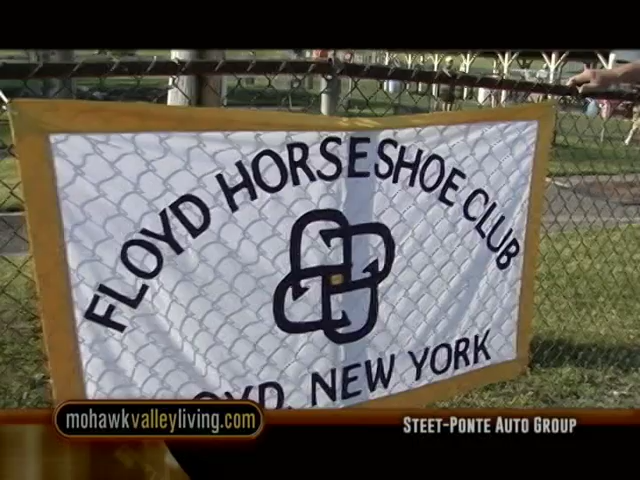 FLOYD HORSESHOE CLUB
NEW YORK
mohawkvalleyliving.com
STEET-PONTE AUTO GROUP